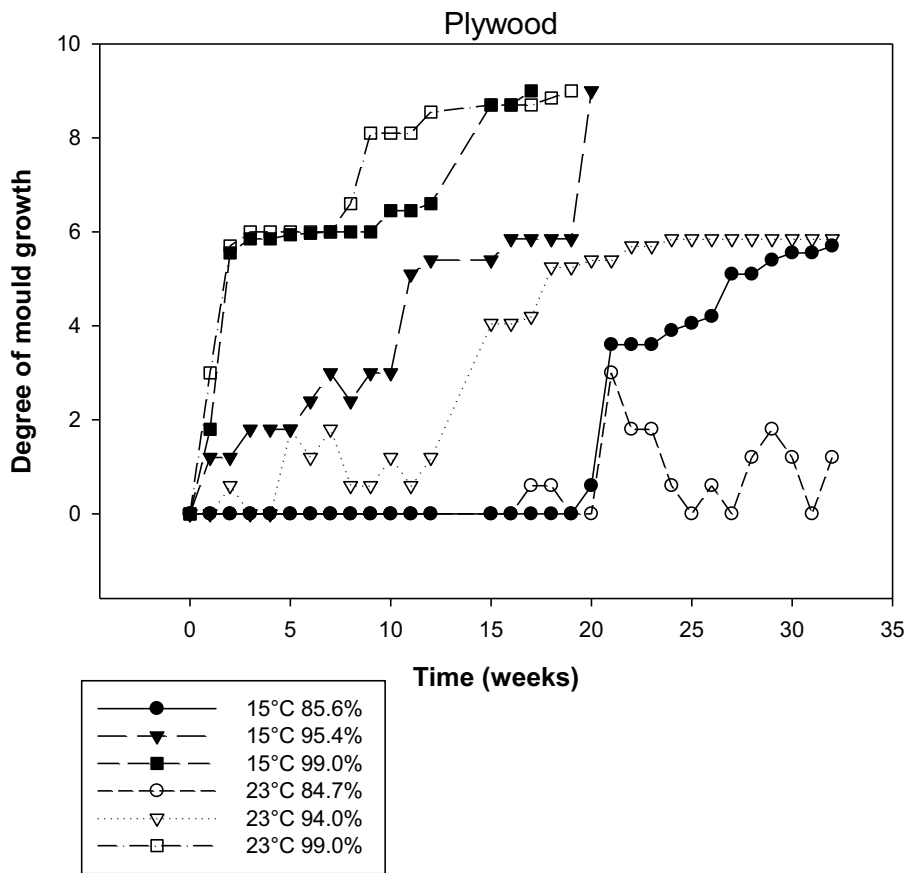 Plywood
10
8
6
4
2
0
Degree of mould growth
0 5 10 15 20 25 30 35
Time (weeks)
15°C 85.6%
15°C 95.4%
15°C 99.0%
23°C 84.7%
23°C 94.0%
23°C 99.0%